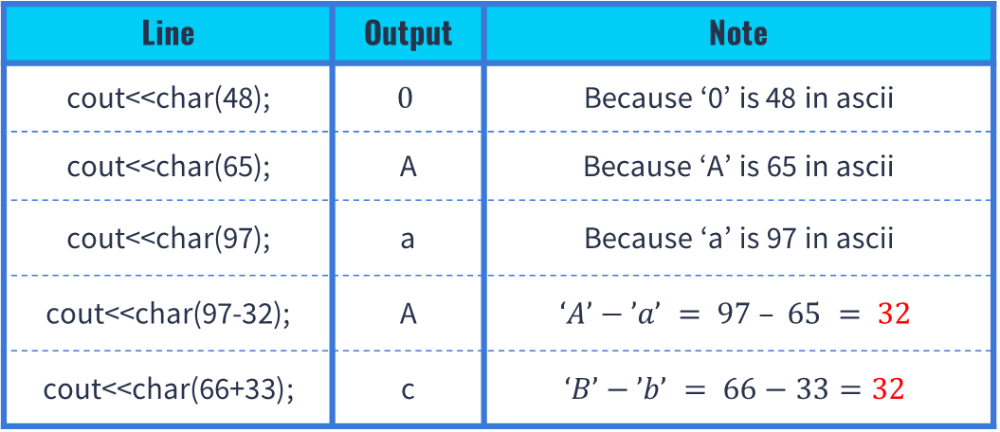 Line Output Note
cout<<char(48); 0 Because ‘0’ is 48 in ascii
cout<<char(65); A Because ‘A’ is 65 in ascii
cout<<char(97); a Because ‘a’ is 97 in ascii
cout<<char(97-32); A ‘A’ − ’a’ = 97 – 65 = 32
cout<<char(66+33); c ‘B’ − ’b’ = 66 − 33 = 32